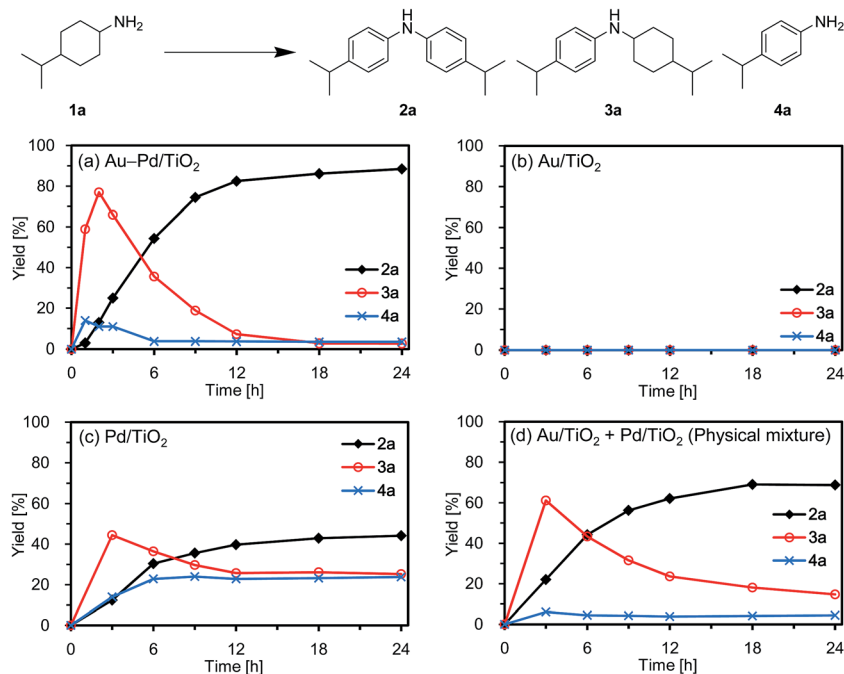 NH₂
H
N
H
N
NH₂
1a
2a
3a
4a
(a) Au–Pd/TiO₂
Yield [%]
100
80
60
40
20
0
2a
3a
4a
0 6 12 18 24
Time [h]
(b) Au/TiO₂
Yield [%]
100
80
60
40
20
0
2a
3a
4a
0 6 12 18 24
Time [h]
(c) Pd/TiO₂
Yield [%]
100
80
60
40
20
0
2a
3a
4a
0 6 12 18 24
Time [h]
(d) Au/TiO₂ + Pd/TiO₂ (Physical mixture)
Yield [%]
100
80
60
40
20
0
2a
3a
4a
0 6 12 18 24
Time [h]